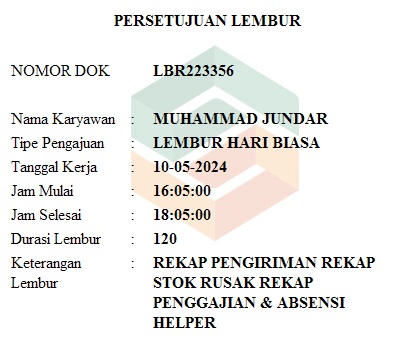 PERSETUJUAN LEMBUR
NOMOR DOK LBR223356
Nama Karyawan : MUHAMMAD JUNDAR
Tipe Pengajuan : LEMBUR HARI BIASA
Tanggal Kerja : 10-05-2024
Jam Mulai : 16:05:00
Jam Selesai : 18:05:00
Durasi Lembur : 120
Keterangan : REKAP PENGIRIMAN REKAP
Lembur STOK RUSAK REKAP
PENGGAJIAN & ABSENSI
HELPER